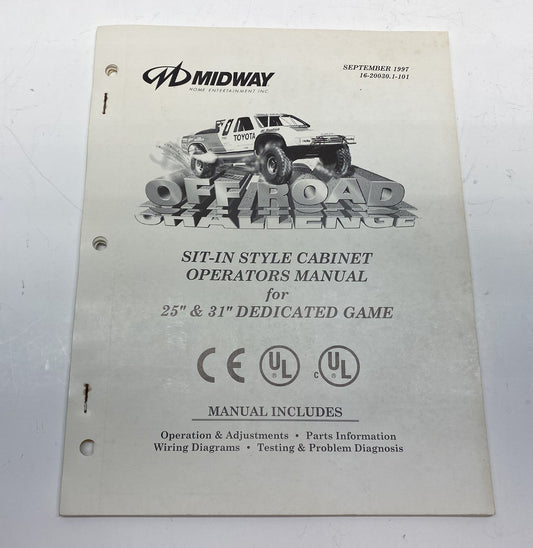 MIDWAY
HOME ENTERTAINMENT INC.
SEPTEMBER 1997
16-20030.1-101
TOYOTA
OFF/ROAD
CHALLENGE
SIT-IN STYLE CABINET
OPERATORS MANUAL
for
25" & 31" DEDICATED GAME
CE UL ® c UL ®
MANUAL INCLUDES
Operation & Adjustments • Parts Information
Wiring Diagrams • Testing & Problem Diagnosis